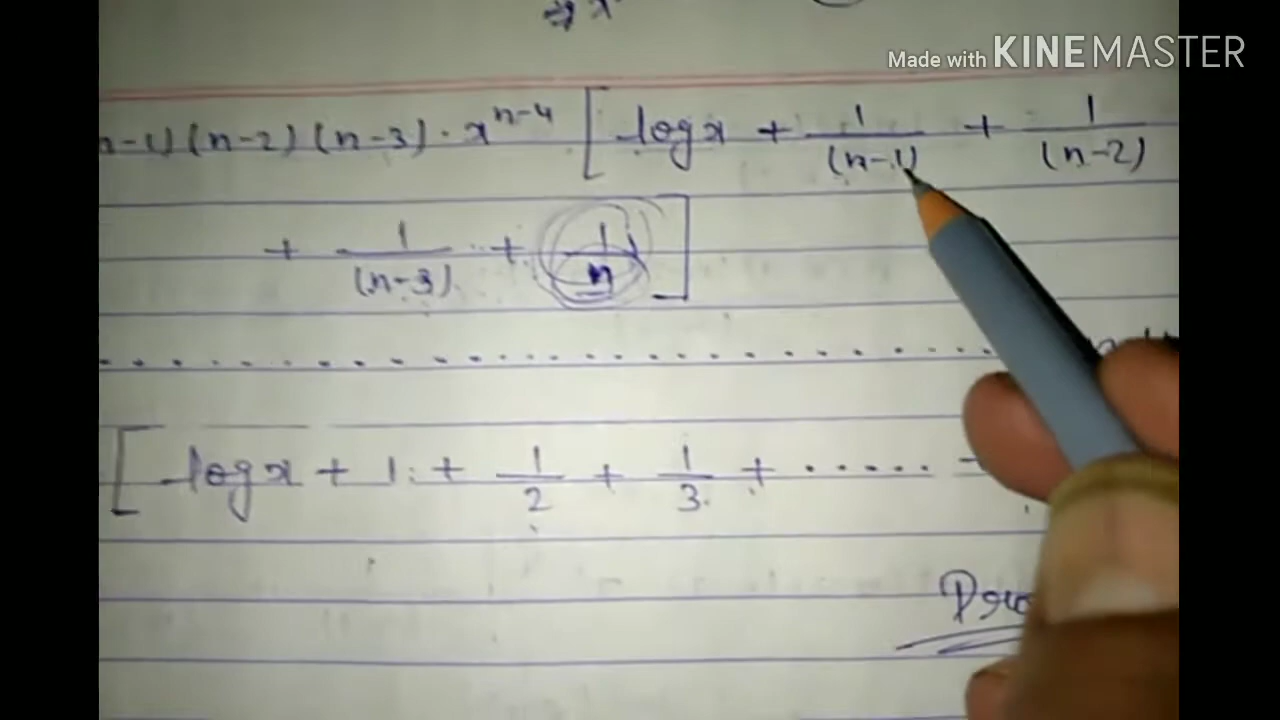 ⇒ x
Made with KINEMASTER
n-1) (n-2) (n-3) · x^{n-4} [ log x + 1/(n-1) + 1/(n-2)
+ 1/(n-3) + 1/n ]
................................
[ log x + 1 + 1/2 + 1/3 + ......